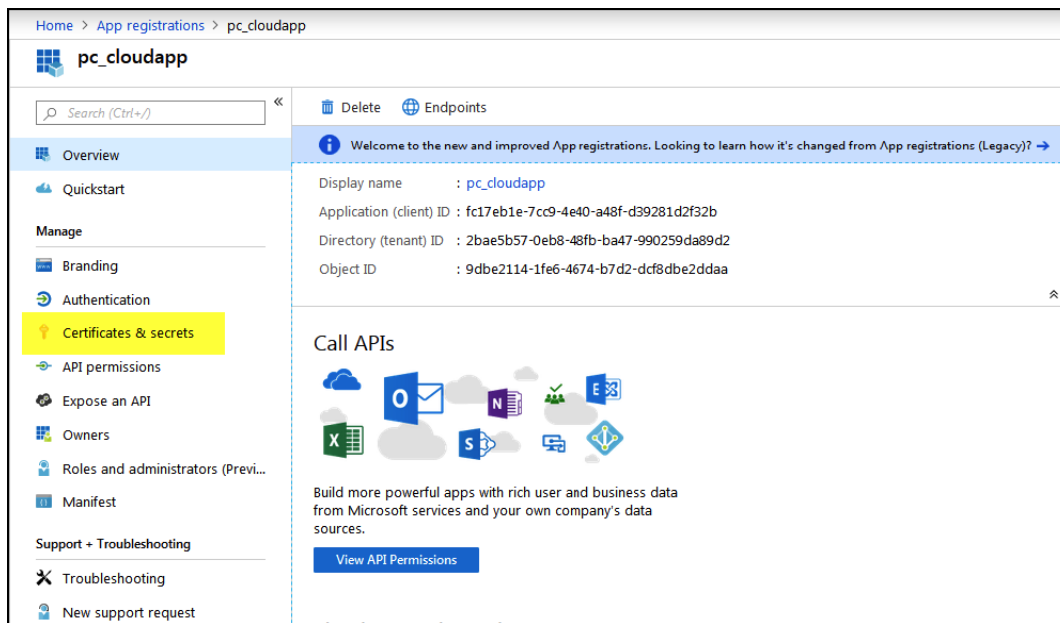 Home > App registrations > pc_cloudapp
pc_cloudapp
Search (Ctrl+/)
«
Overview
Quickstart
Manage
Branding
Authentication
Certificates & secrets
API permissions
Expose an API
Owners
Roles and administrators (Previ...
Manifest
Support + Troubleshooting
Troubleshooting
New support request
Delete Endpoints
Welcome to the new and improved App registrations. Looking to learn how it's changed from App registrations (Legacy)? →
Display name : pc_cloudapp
Application (client) ID : fc17eb1e-7cc9-4e40-a48f-d39281d2f32b
Directory (tenant) ID : 2bae5b57-0eb8-48fb-ba47-990259da89d2
Object ID : 9dbe2114-1fe6-4674-b7d2-dcf8dbe2ddaa
Call APIs
Build more powerful apps with rich user and business data
from Microsoft services and your own company's data
sources.
View API Permissions